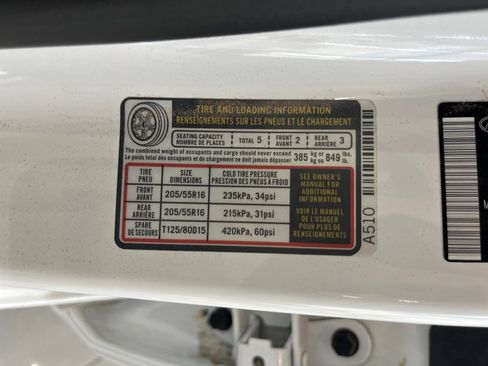 TIRE AND LOADING INFORMATION
RENSEIGNEMENTS SUR LES PNEUS ET LE CHARGEMENT
SEATING CAPACITY
NOMBRE DE PLACES
TOTAL 5
FRONT
AVANT 2
REAR
ARRIÈRE 3
The combined weight of occupants and cargo should never exceed
Le poids total des occupants et du chargement ne doit jamais dépasser
385 kg or 849 lbs.
kg ou lb.
TIRE
PNEU
SIZE
DIMENSIONS
COLD TIRE PRESSURE
PRESSION DES PNEUS À FROID
FRONT
AVANT
205/55R16
235kPa, 34psi
REAR
ARRIÈRE
205/55R16
215kPa, 31psi
SPARE
DE SECOURS
T125/80D15
420kPa, 60psi
SEE OWNER'S
MANUAL FOR
ADDITIONAL
INFORMATION
VOIR LE MANUEL
DE L'USAGER
POUR PLUS DE
RENSEIGNEMENTS
A510